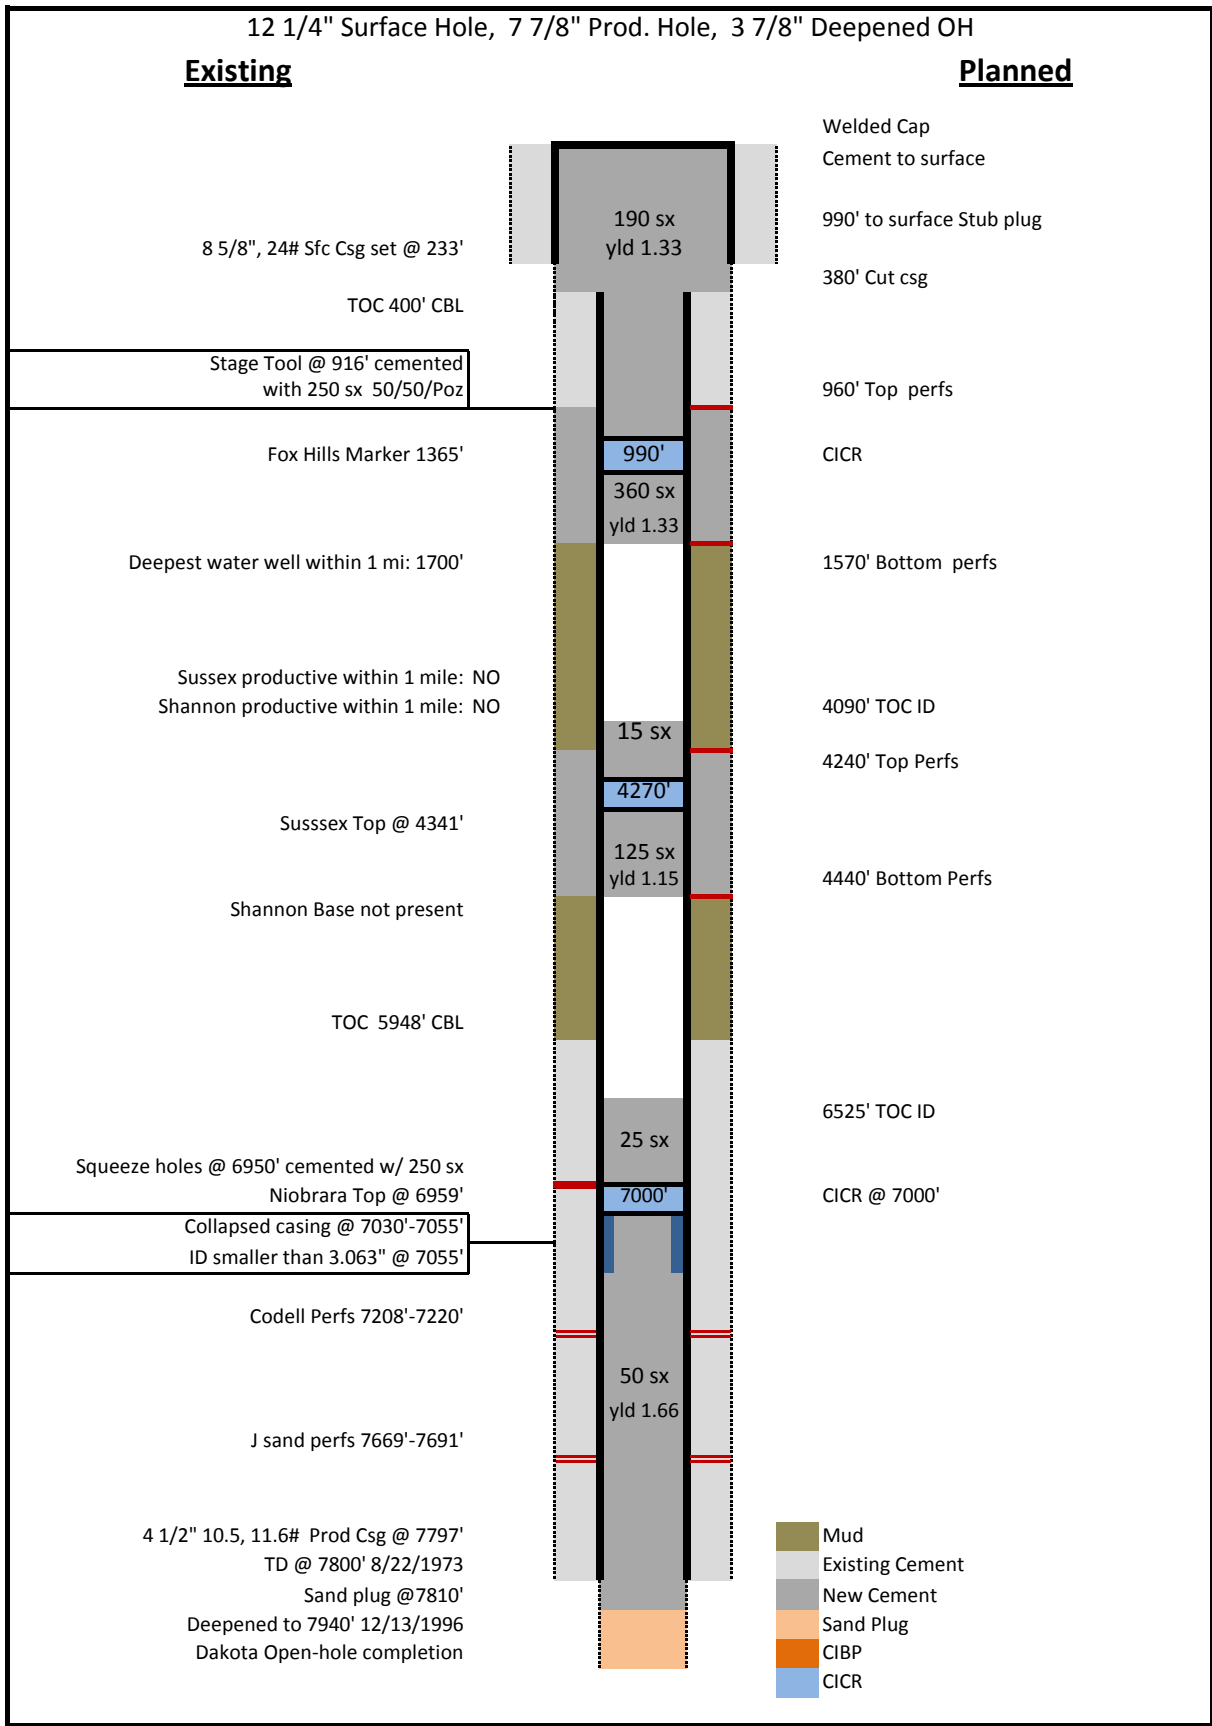 12 1/4" Surface Hole,  7 7/8" Prod. Hole,  3 7/8" Deepened OH
Existing
Planned
Welded Cap
Cement to surface
190 sx
yld 1.33
990' to surface Stub plug
8 5/8", 24# Sfc Csg set @ 233'
380' Cut csg
TOC 400' CBL
Stage Tool @ 916' cemented
with 250 sx  50/50/Poz
960' Top  perfs
Fox Hills Marker 1365'
990'
CICR
360 sx
yld 1.33
Deepest water well within 1 mi: 1700'
1570' Bottom  perfs
Sussex productive within 1 mile:  NO
Shannon productive within 1 mile:  NO
4090' TOC ID
15 sx
4240' Top Perfs
4270'
Susssex Top @ 4341'
125 sx
yld 1.15
4440' Bottom Perfs
Shannon Base not present
TOC  5948' CBL
6525' TOC ID
25 sx
Squeeze holes @ 6950' cemented w/ 250 sx
Niobrara Top @ 6959'
7000'
CICR @ 7000'
Collapsed casing @ 7030'-7055'
ID smaller than 3.063" @ 7055'
Codell Perfs 7208'-7220'
50 sx
yld 1.66
J sand perfs 7669'-7691'
4 1/2" 10.5, 11.6#  Prod Csg @ 7797'
TD @ 7800' 8/22/1973
Sand plug @7810'
Deepened to 7940' 12/13/1996
Dakota Open-hole completion
Mud
Existing Cement
New Cement
Sand Plug
CIBP
CICR